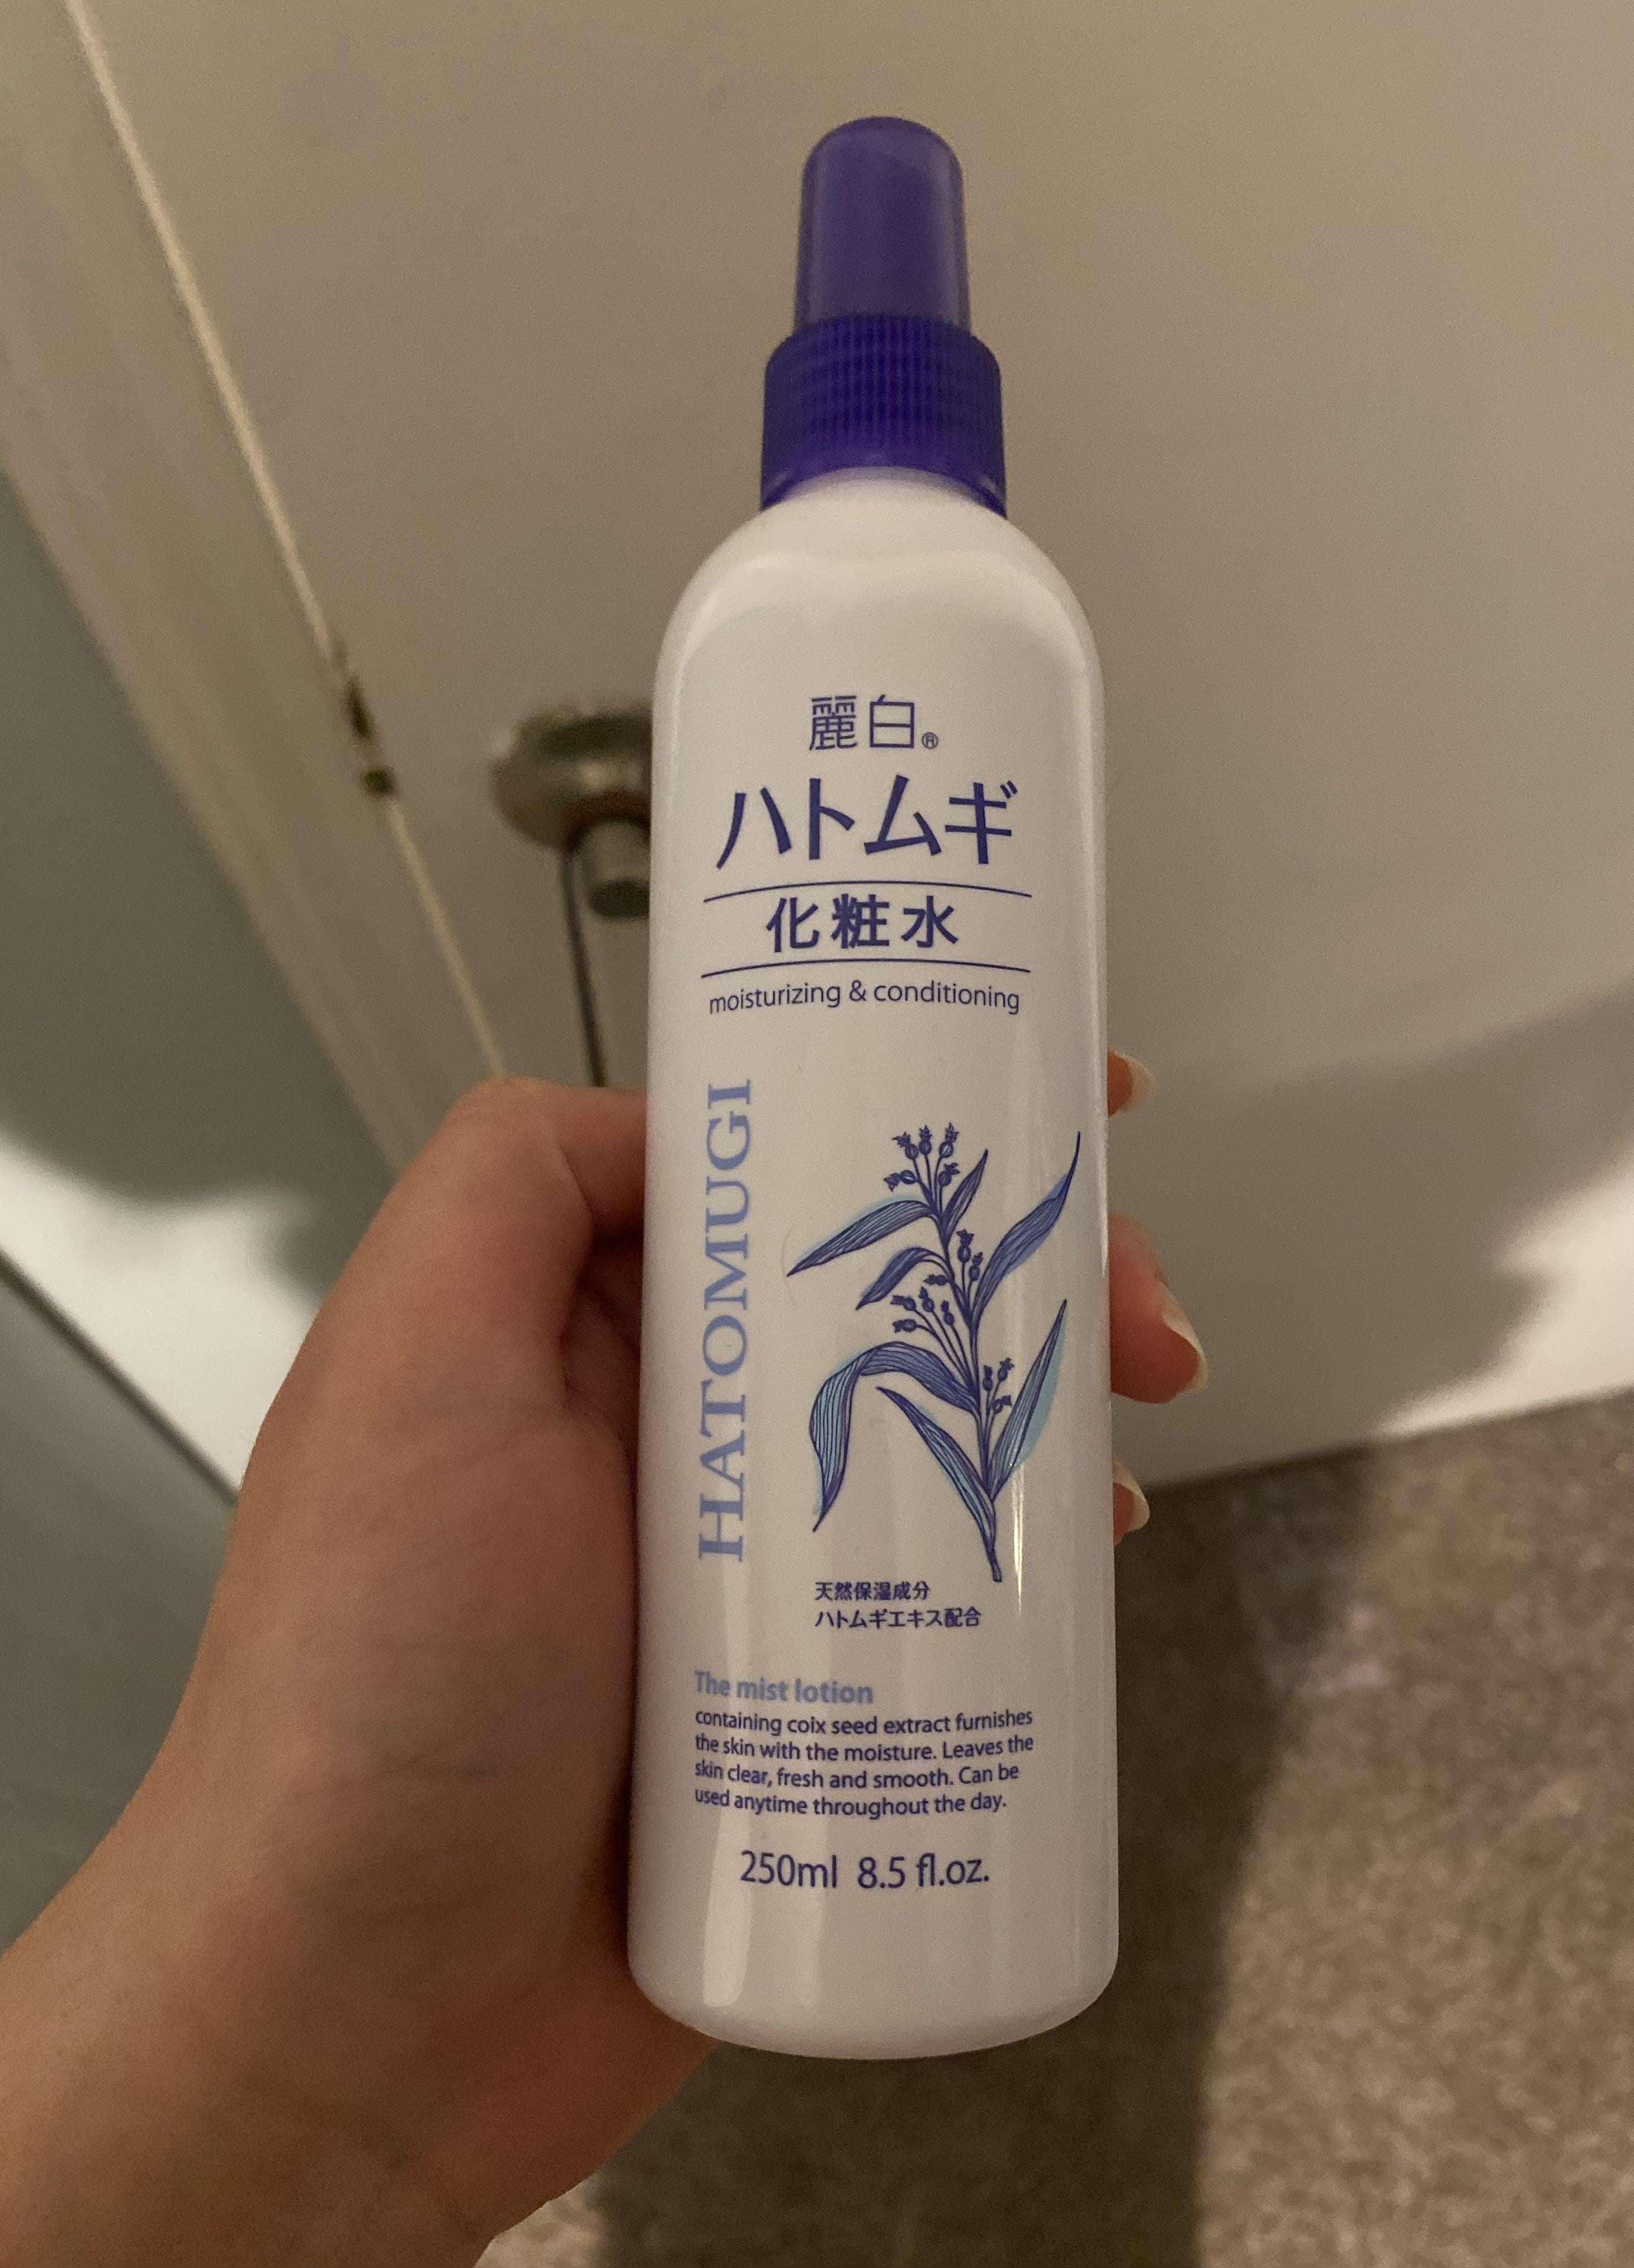 麗白®
ハトムギ
化粧水
moisturizing & conditioning
HATOMUGI
天然保湿成分
ハトムギエキス配合
The mist lotion
containing coix seed extract furnishes
the skin with the moisture. Leaves the
skin clear, fresh and smooth. Can be
used anytime throughout the day.
250ml 8.5 fl.oz.